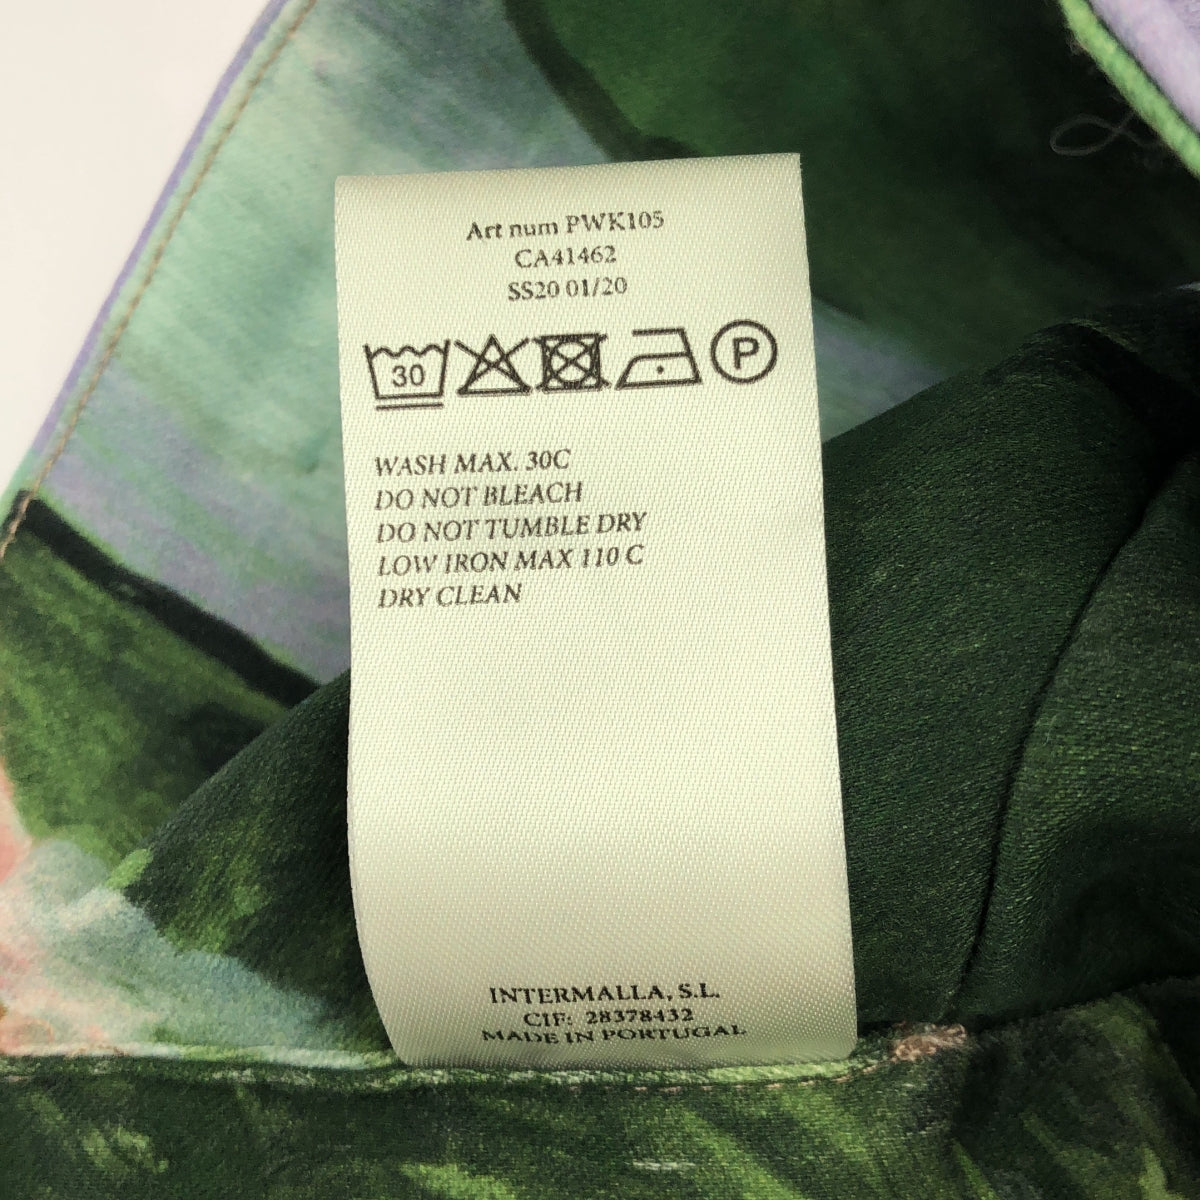 Art num PWK105
CA41462
SS20 01/20
30 P
WASH MAX. 30C
DO NOT BLEACH
DO NOT TUMBLE DRY
LOW IRON MAX 110 C
DRY CLEAN
INTERMALLA, S.L.
CIF: 28378432
MADE IN PORTUGAL